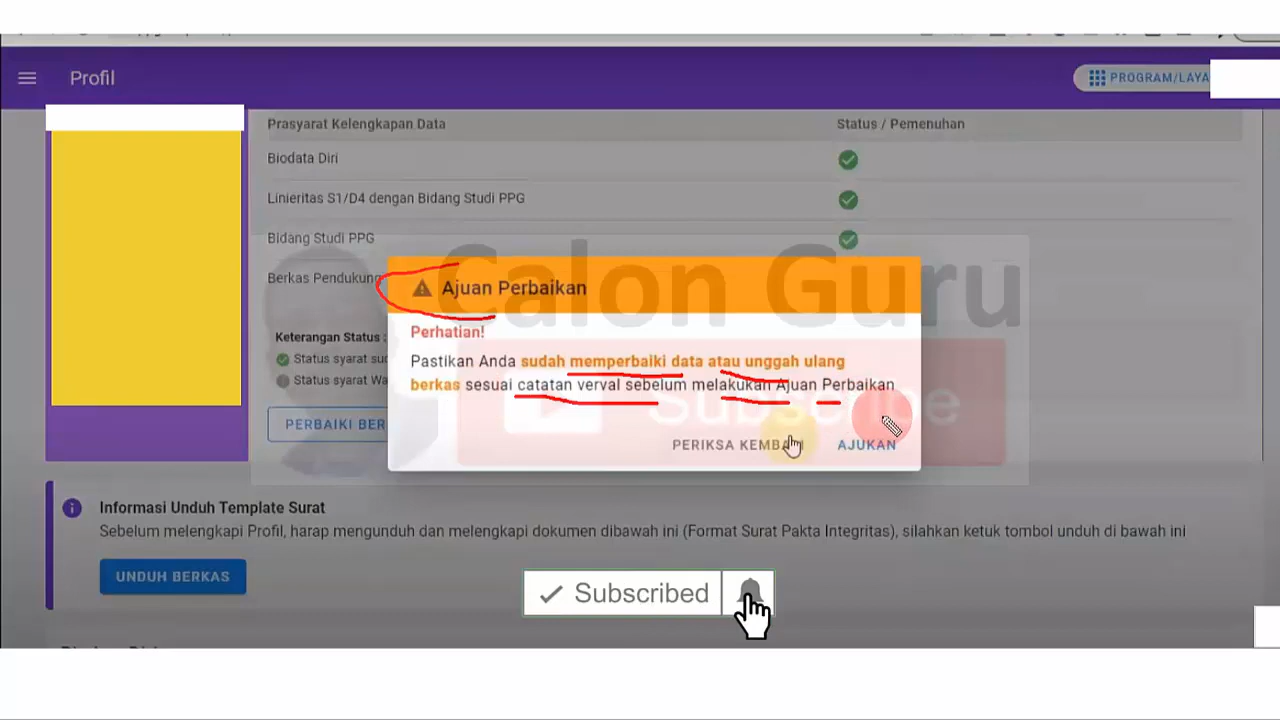 Profil
PROGRAM/LAYA
Prasyarat Kelengkapan Data
Status / Pemenuhan
Biodata Diri
Linieritas S1/D4 dengan Bidang Studi PPG
Bidang Studi PPG
Berkas Pendukung
Calon Guru
Ajuan Perbaikan
Keterangan Status :
Status syarat sud
Status syarat Wa
Perhatian!
Pastikan Anda sudah memperbaiki data atau unggah ulang
berkas sesuai catatan verval sebelum melakukan Ajuan Perbaikan
Subscribe
PERBAIKI BER
PERIKSA KEMBALI
AJUKAN
Informasi Unduh Template Surat
Sebelum melengkapi Profil, harap mengunduh dan melengkapi dokumen dibawah ini (Format Surat Pakta Integritas), silahkan ketuk tombol unduh di bawah ini
UNDUH BERKAS
Subscribed